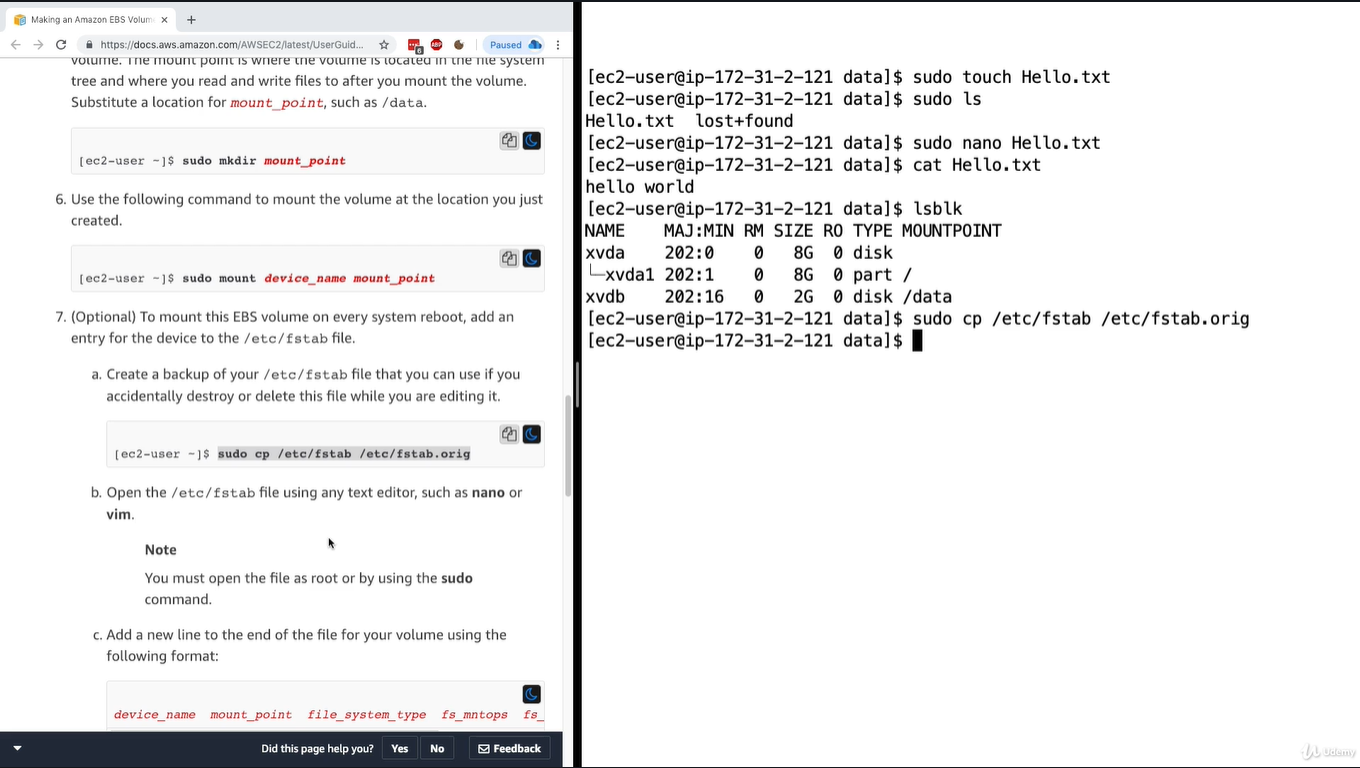 Making an Amazon EBS Volum
https://docs.aws.amazon.com/AWSEC2/latest/UserGuid...
6
ABP
Paused
volume. The mount point is where the volume is located in the file system
tree and where you read and write files to after you mount the volume.
Substitute a location for mount_point, such as /data.
[ec2-user ~]$ sudo mkdir mount_point
6. Use the following command to mount the volume at the location you just
created.
[ec2-user ~]$ sudo mount device_name mount_point
7. (Optional) To mount this EBS volume on every system reboot, add an
entry for the device to the /etc/fstab file.
a. Create a backup of your /etc/fstab file that you can use if you
accidentally destroy or delete this file while you are editing it.
[ec2-user ~]$ sudo cp /etc/fstab /etc/fstab.orig
b. Open the /etc/fstab file using any text editor, such as nano or
vim.
Note
You must open the file as root or by using the sudo
command.
c. Add a new line to the end of the file for your volume using the
following format:
device_name mount_point file_system_type fs_mntops fs_
Did this page help you? Yes No Feedback
[ec2-user@ip-172-31-2-121 data]$ sudo touch Hello.txt
[ec2-user@ip-172-31-2-121 data]$ sudo ls
Hello.txt lost+found
[ec2-user@ip-172-31-2-121 data]$ sudo nano Hello.txt
[ec2-user@ip-172-31-2-121 data]$ cat Hello.txt
hello world
[ec2-user@ip-172-31-2-121 data]$ lsblk
NAME MAJ:MIN RM SIZE RO TYPE MOUNTPOINT
xvda 202:0 0 8G 0 disk
└─xvda1 202:1 0 8G 0 part /
xvdb 202:16 0 2G 0 disk /data
[ec2-user@ip-172-31-2-121 data]$ sudo cp /etc/fstab /etc/fstab.orig
[ec2-user@ip-172-31-2-121 data]$
Udemy